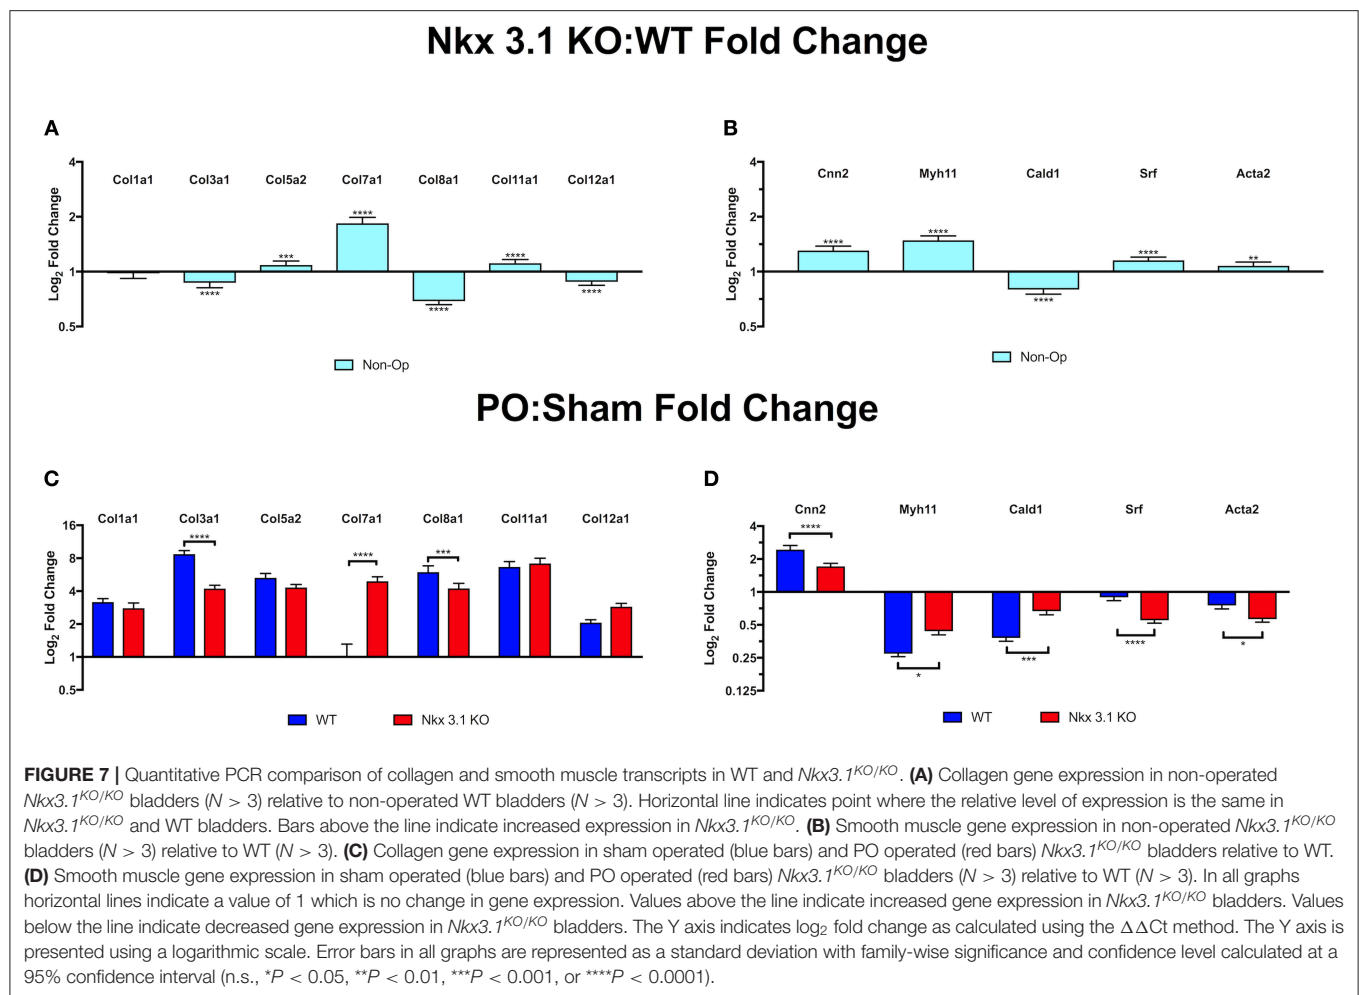 Nkx 3.1 KO:WT Fold Change
A
Log2 Fold Change
4
2
1
0.5
Col1a1 Col3a1 Col5a2 Col7a1 Col8a1 Col11a1 Col12a1
**** *** **** **** **** ****
Non-Op
B
Log2 Fold Change
4
2
1
0.5
Cnn2 Myh11 Cald1 Srf Acta2
**** **** **** **** **
Non-Op
PO:Sham Fold Change
C
Log2 Fold Change
16
8
4
2
1
0.5
Col1a1 Col3a1 Col5a2 Col7a1 Col8a1 Col11a1 Col12a1
**** **** ***
WT Nkx 3.1 KO
D
Log2 Fold Change
4
2
1
0.5
0.25
0.125
Cnn2 Myh11 Cald1 Srf Acta2
**** * *** **** *
WT Nkx 3.1 KO
FIGURE 7 | Quantitative PCR comparison of collagen and smooth muscle transcripts in WT and Nkx3.1KO/KO. (A) Collagen gene expression in non-operated
Nkx3.1KO/KO bladders (N > 3) relative to non-operated WT bladders (N > 3). Horizontal line indicates point where the relative level of expression is the same in
Nkx3.1KO/KO and WT bladders. Bars above the line indicate increased expression in Nkx3.1KO/KO. (B) Smooth muscle gene expression in non-operated Nkx3.1KO/KO
bladders (N > 3) relative to WT (N > 3). (C) Collagen gene expression in sham operated (blue bars) and PO operated (red bars) Nkx3.1KO/KO bladders relative to WT.
(D) Smooth muscle gene expression in sham operated (blue bars) and PO operated (red bars) Nkx3.1KO/KO bladders (N > 3) relative to WT (N > 3). In all graphs
horizontal lines indicate a value of 1 which is no change in gene expression. Values above the line indicate increased gene expression in Nkx3.1KO/KO bladders. Values
below the line indicate decreased gene expression in Nkx3.1KO/KO bladders. The Y axis indicates log2 fold change as calculated using the ΔΔCt method. The Y axis is
presented using a logarithmic scale. Error bars in all graphs are represented as a standard deviation with family-wise significance and confidence level calculated at a
95% confidence interval (n.s., *P < 0.05, **P < 0.01, ***P < 0.001, or ****P < 0.0001).